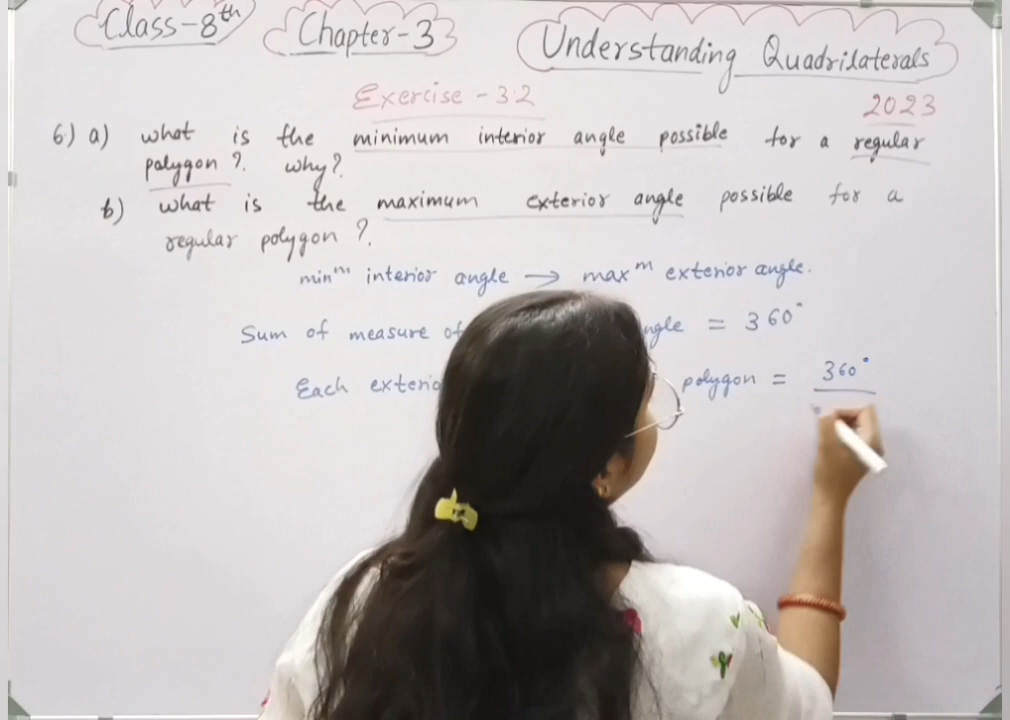 Class-8th Chapter-3 Understanding Quadrilaterals
Exercise - 3.2 2023
6) a) what is the minimum interior angle possible for a regular
polygon ?. why?.
b) what is the maximum exterior angle possible for a
regular polygon ?.
minᵐ interior angle → maxᵐ exterior angle.
Sum of measure of ngle = 360°
Each exterio polygon = 360°